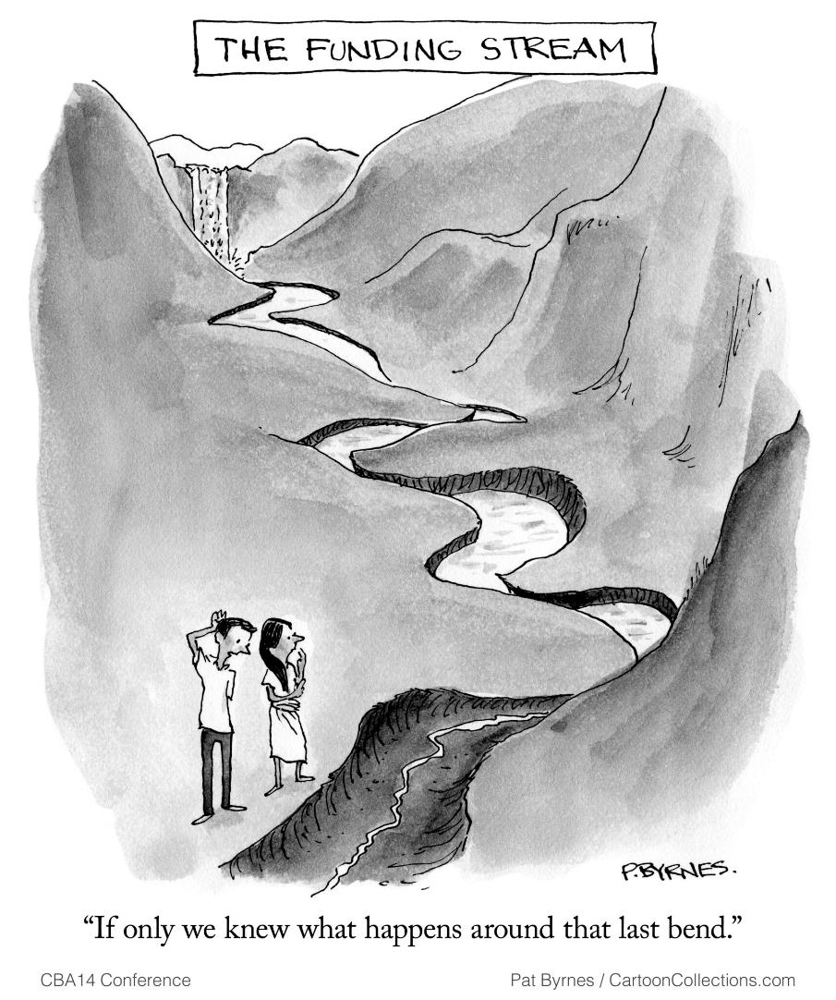 THE FUNDING STREAM
P.BYRNES.
“If only we knew what happens around that last bend.”
CBA14 Conference
Pat Byrnes / CartoonCollections.com